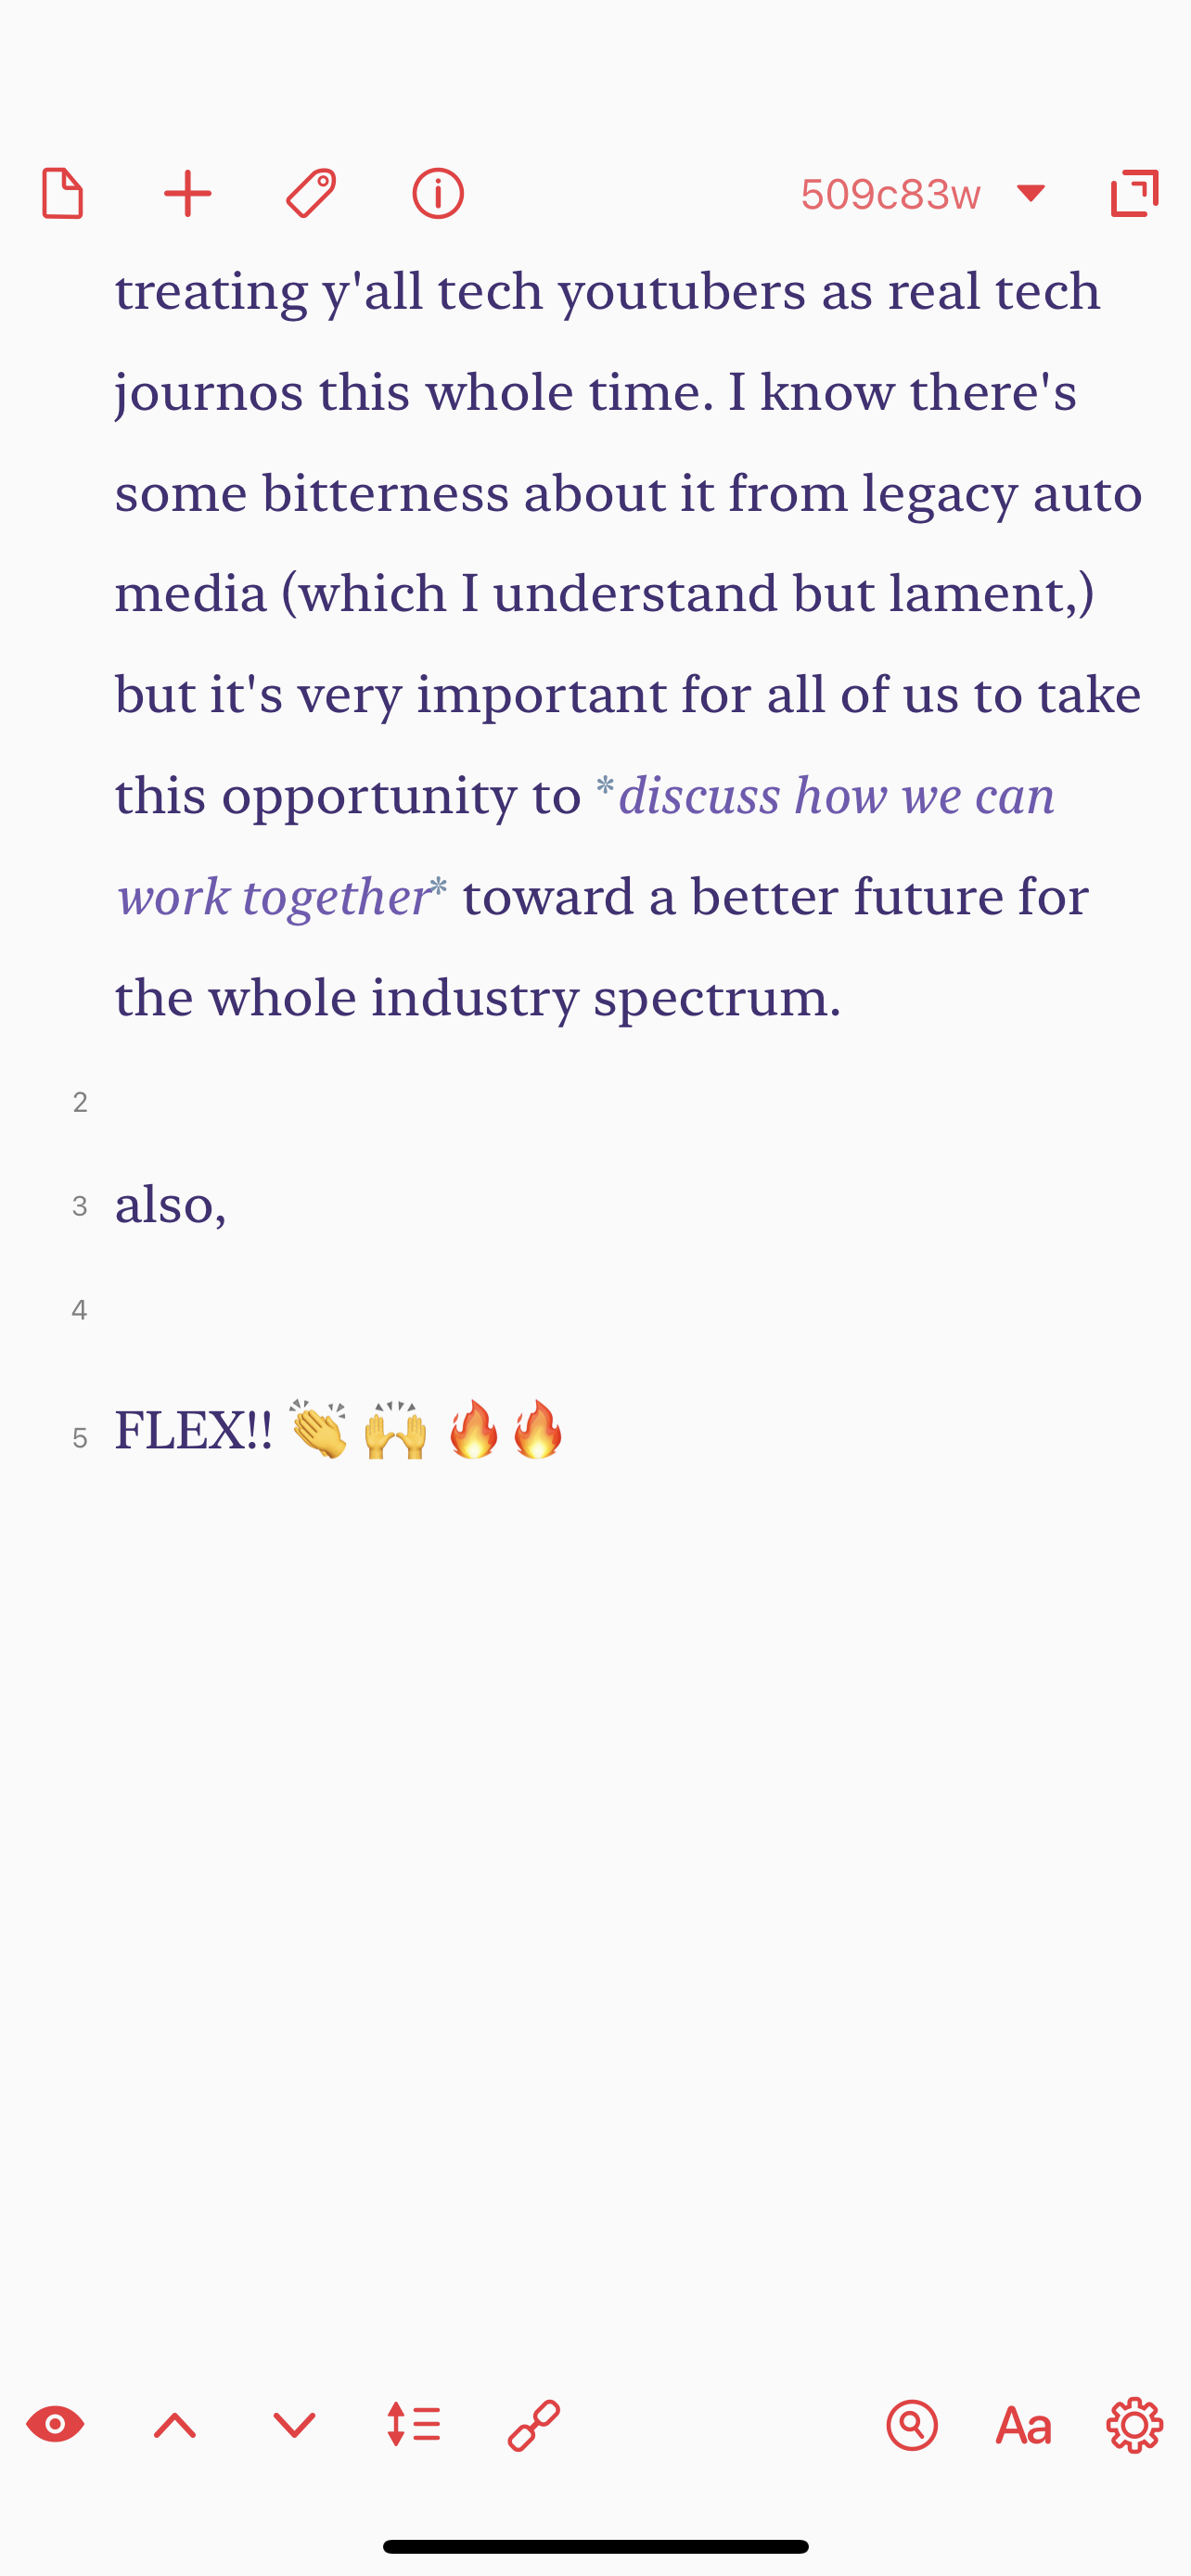 509c83w
treating y'all tech youtubers as real tech
journos this whole time. I know there's
some bitterness about it from legacy auto
media (which I understand but lament,)
but it's very important for all of us to take
this opportunity to *discuss how we can
work together* toward a better future for
the whole industry spectrum.
2
3 also,
4
5 FLEX!! 👏 🙌 🔥🔥
Aa